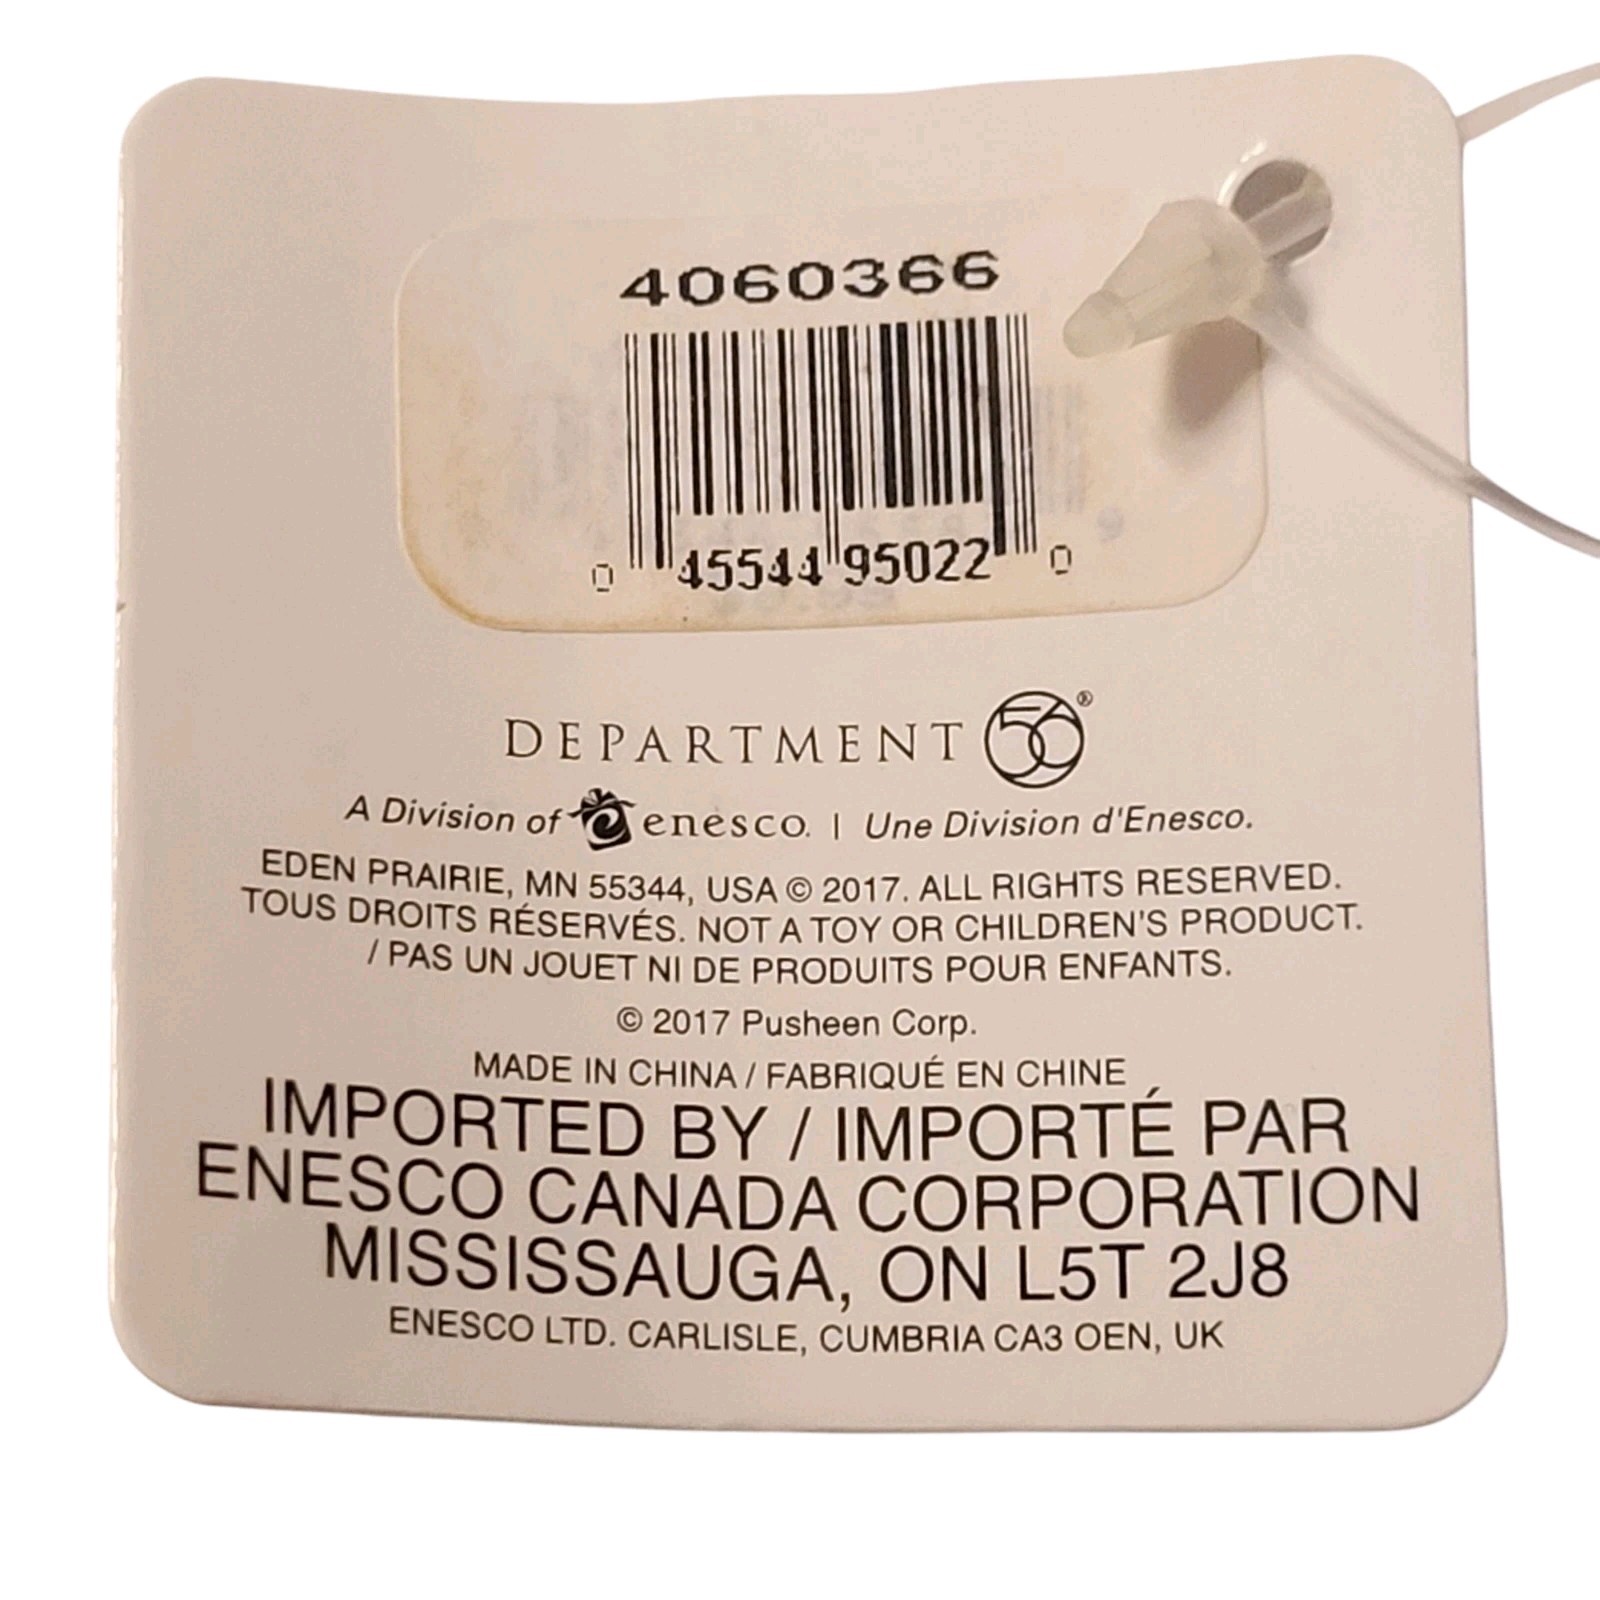 4060366
0 45544 95022 0
DEPARTMENT 56®
A Division of enesco. | Une Division d'Enesco.
EDEN PRAIRIE, MN 55344, USA © 2017. ALL RIGHTS RESERVED.
TOUS DROITS RÉSERVÉS. NOT A TOY OR CHILDREN'S PRODUCT.
/ PAS UN JOUET NI DE PRODUITS POUR ENFANTS.
© 2017 Pusheen Corp.
MADE IN CHINA / FABRIQUÉ EN CHINE
IMPORTED BY / IMPORTÉ PAR
ENESCO CANADA CORPORATION
MISSISSAUGA, ON L5T 2J8
ENESCO LTD. CARLISLE, CUMBRIA CA3 OEN, UK